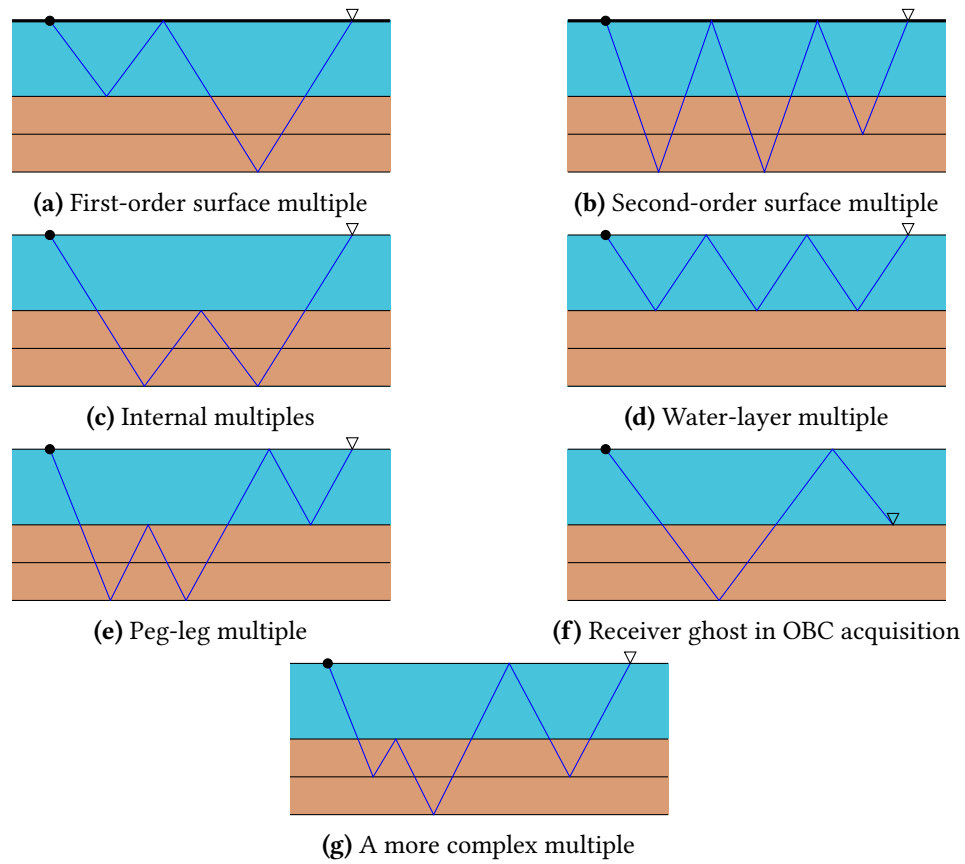 (a) First-order surface multiple
(b) Second-order surface multiple
(c) Internal multiples
(d) Water-layer multiple
(e) Peg-leg multiple
(f) Receiver ghost in OBC acquisition
(g) A more complex multiple